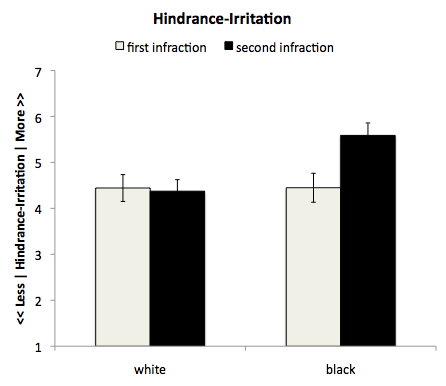 Hindrance-Irritation
first infraction second infraction
<< Less | Hindrance-Irritation | More >>
7
6
5
4
3
2
1
white black